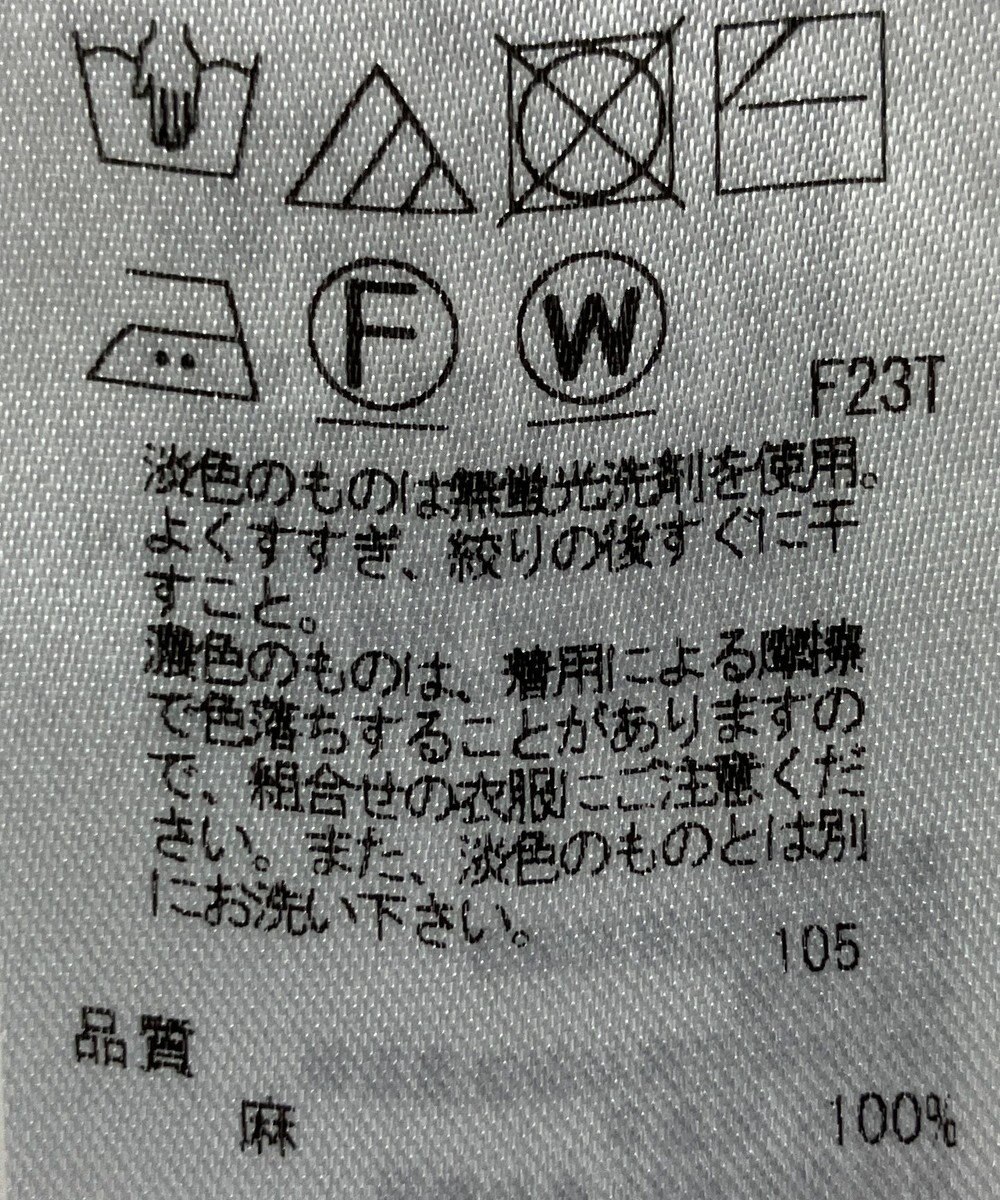 F W F23T
淡色のものは無蛍光洗剤を使用。
よくすすぎ、絞りの後すぐに干
すこと。
濃色のものは、着用による摩擦
で色落ちすることがありますの
で、組合せの衣服にご注意くだ
さい。また、淡色のものとは別
にお洗い下さい。
105
品質
麻 100%